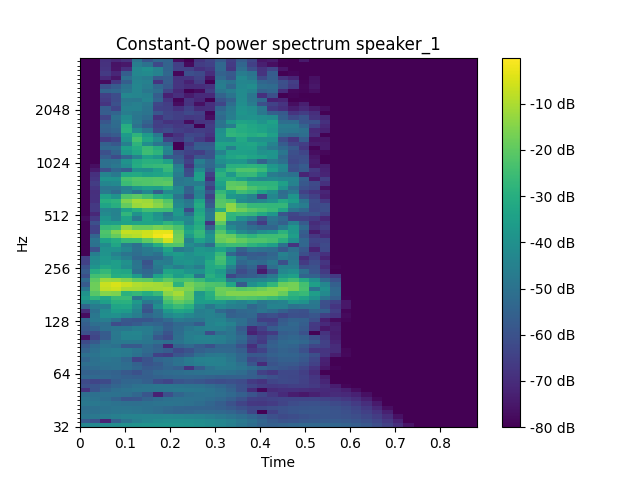 Constant-Q power spectrum speaker_1
Hz
2048
1024
512
256
128
64
32
0 0.1 0.2 0.3 0.4 0.5 0.6 0.7 0.8
Time
-10 dB
-20 dB
-30 dB
-40 dB
-50 dB
-60 dB
-70 dB
-80 dB